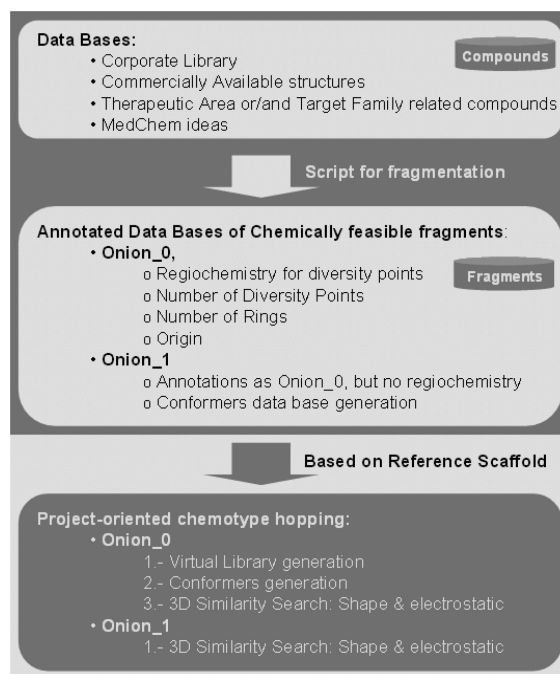 Data Bases:
Compounds
• Corporate Library
• Commercially Available structures
• Therapeutic Area or/and Target Family related compounds
• MedChem ideas
Script for fragmentation
Annotated Data Bases of Chemically feasible fragments:
• Onion_0,
Fragments
o Regiochemistry for diversity points
o Number of Diversity Points
o Number of Rings
o Origin
• Onion_1
o Annotations as Onion_0, but no regiochemistry
o Conformers data base generation
Based on Reference Scaffold
Project-oriented chemotype hopping:
• Onion_0
1.- Virtual Library generation
2.- Conformers generation
3.- 3D Similarity Search: Shape & electrostatic
• Onion_1
1.- 3D Similarity Search: Shape & electrostatic